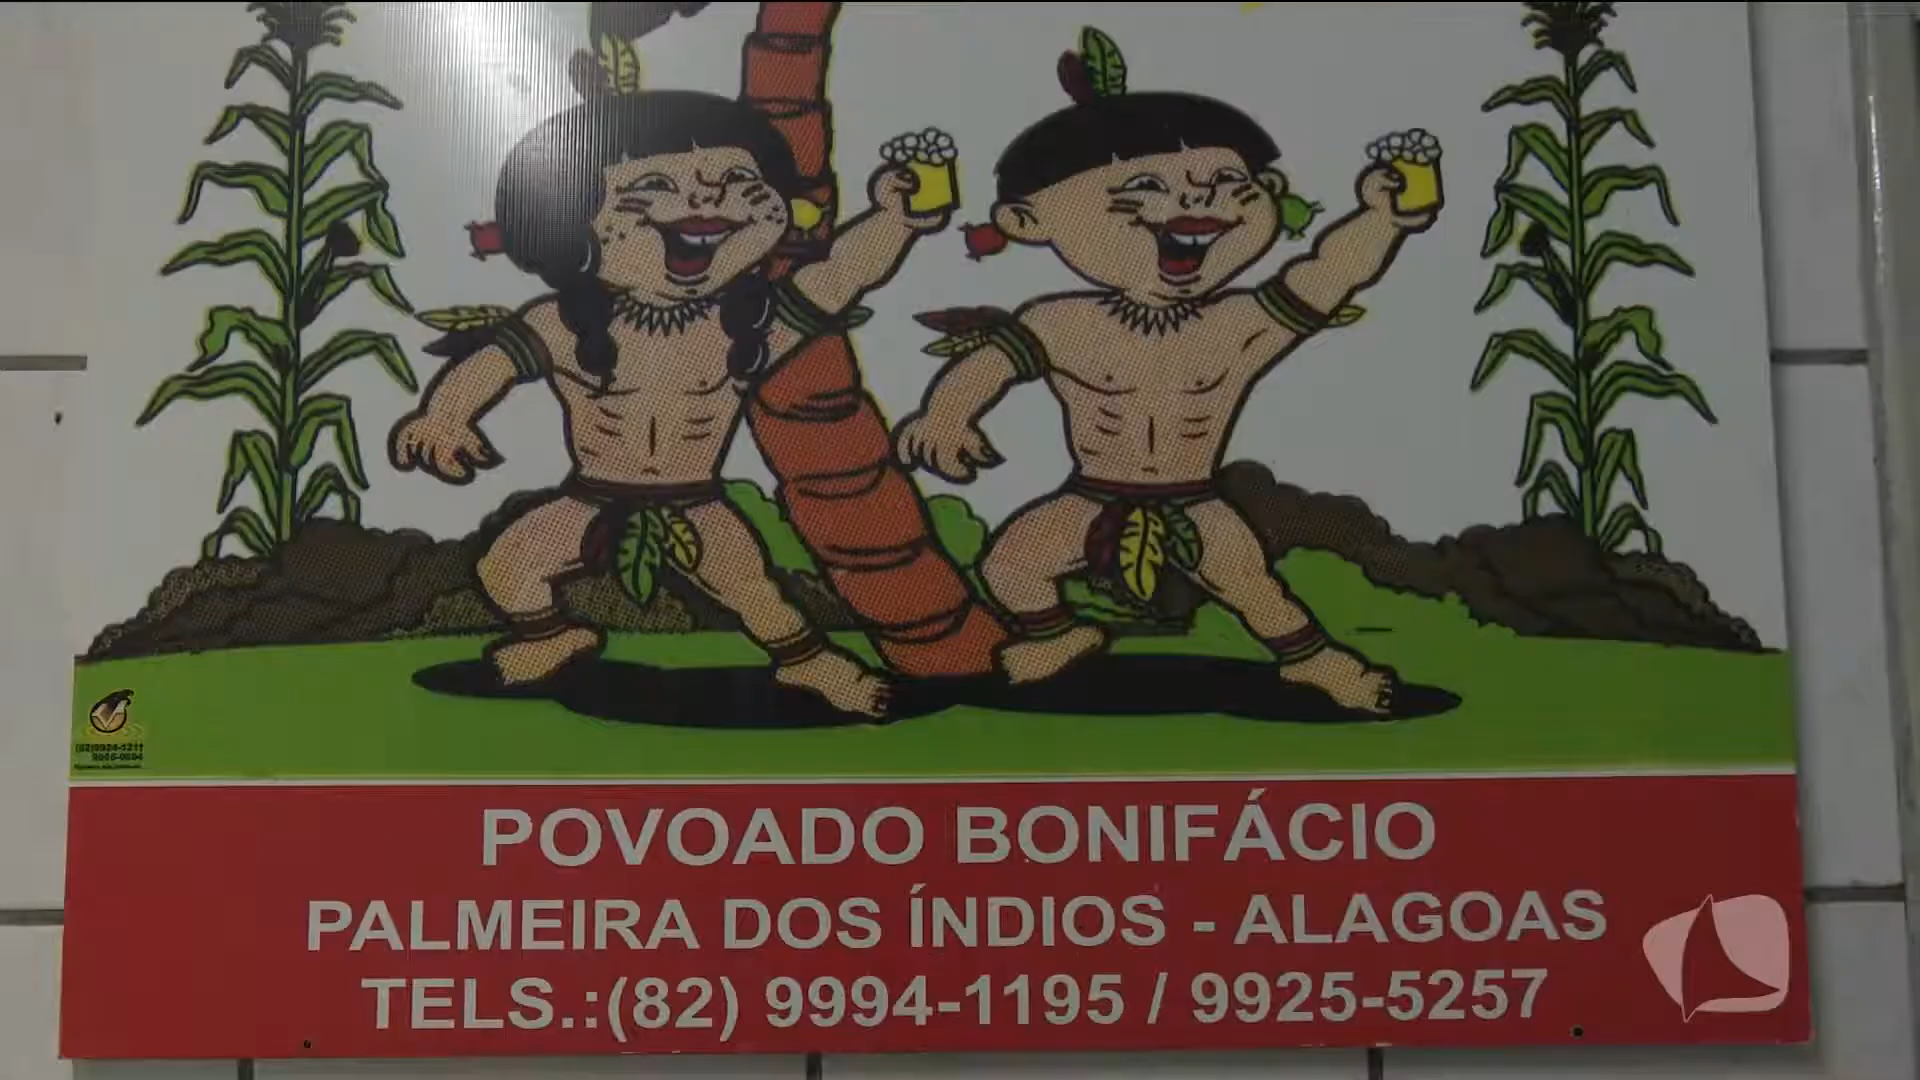 POVOADO BONIFÁCIO
PALMEIRA DOS ÍNDIOS - ALAGOAS
TELS.:(82) 9994-1195 / 9925-5257